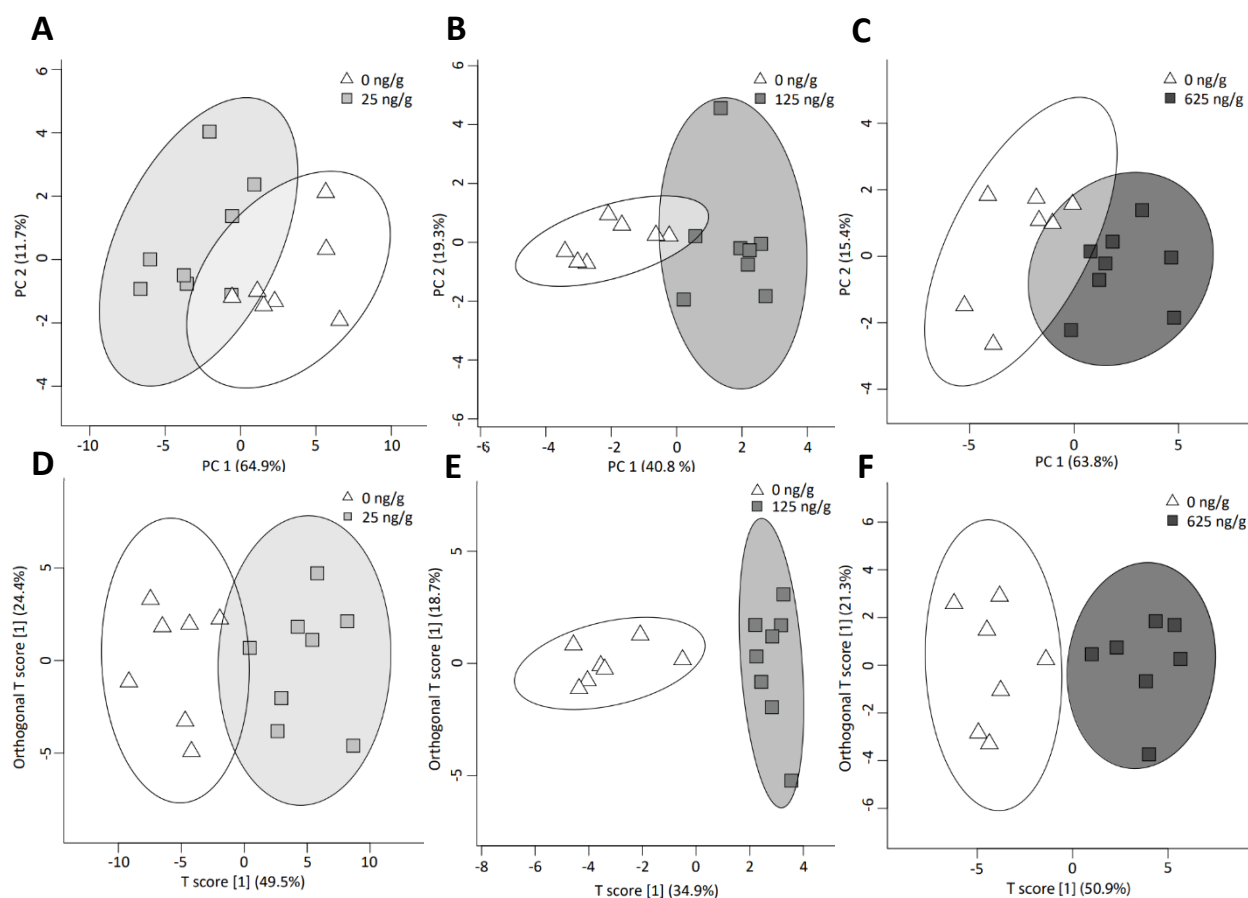 A
0 ng/g
25 ng/g
PC 2 (11.7%)
6
4
2
0
-2
-4
-10
-5
0
5
10
PC 1 (64.9%)
B
0 ng/g
125 ng/g
PC 2 (19.3%)
6
4
2
0
-2
-4
-6
-6
-4
-2
0
2
4
PC 1 (40.8 %)
C
0 ng/g
625 ng/g
PC 2 (15.4%)
4
2
0
-2
-4
-5
0
5
PC 1 (63.8%)
D
0 ng/g
25 ng/g
Orthogonal T score [1] (24.4%)
5
0
-5
-10
-5
0
5
10
T score [1] (49.5%)
E
0 ng/g
125 ng/g
Orthogonal T score [1] (18.7%)
5
0
-5
-8
-6
-4
-2
0
2
4
T score [1] (34.9%)
F
0 ng/g
625 ng/g
Orthogonal T score [1] (21.3%)
6
4
2
0
-2
-4
-6
-5
0
5
T score [1] (50.9%)